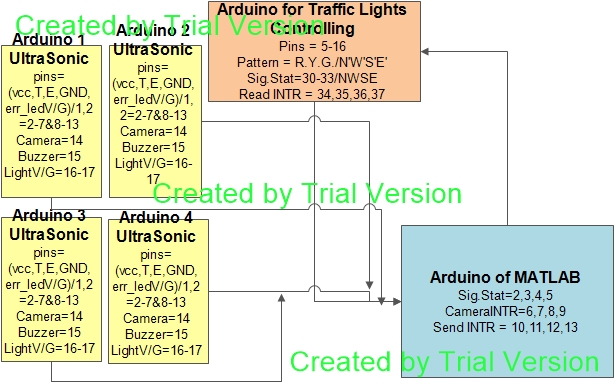 Created by Trial Version
Arduino for Traffic Lights
Controlling
Pins = 5-16
Pattern = R.Y.G./N'W'S'E'
Sig.Stat=30-33/NWSE
Read INTR = 34,35,36,37
Arduino 1
UltraSonic
pins=
(vcc,T,E,GND,
err_ledV/G)/1,2
=2-7&8-13
Camera=14
Buzzer=15
LightV/G=16-17
Arduino 2
UltraSonic
pins=
(vcc,T,E,GND,
err_ledV/G)/1,
2=2-7&8-13
Camera=14
Buzzer=15
LightV/G=16-
17
Created by Trial Version
Arduino 3
UltraSonic
pins=
(vcc,T,E,GND,
err_ledV/G)/1,2
=2-7&8-13
Camera=14
Buzzer=15
LightV/G=16-17
Arduino 4
UltraSonic
pins=
(vcc,T,E,GND,
err_ledV/G)/1,2
=2-7&8-13
Camera=14
Buzzer=15
LightV/G=16-17
Arduino of MATLAB
Sig.Stat=2,3,4,5
CameraINTR=6,7,8,9
Send INTR = 10,11,12,13
Created by Trial Version